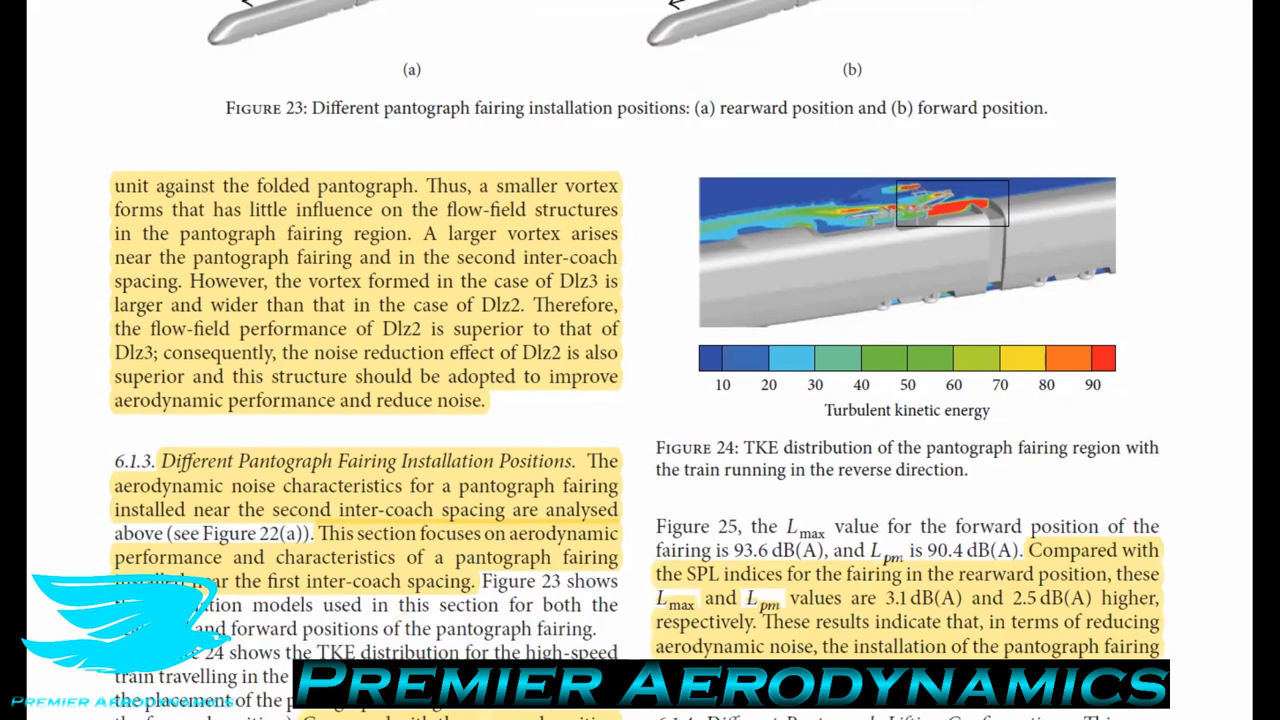 (a)
(b)
Figure 23: Different pantograph fairing installation positions: (a) rearward position and (b) forward position.
unit against the folded pantograph. Thus, a smaller vortex
forms that has little influence on the flow-field structures
in the pantograph fairing region. A larger vortex arises
near the pantograph fairing and in the second inter-coach
spacing. However, the vortex formed in the case of Dlz3 is
larger and wider than that in the case of Dlz2. Therefore,
the flow-field performance of Dlz2 is superior to that of
Dlz3; consequently, the noise reduction effect of Dlz2 is also
superior and this structure should be adopted to improve
aerodynamic performance and reduce noise.
6.1.3. Different Pantograph Fairing Installation Positions. The
aerodynamic noise characteristics for a pantograph fairing
installed near the second inter-coach spacing are analysed
above (see Figure 22(a)). This section focuses on aerodynamic
performance and characteristics of a pantograph fairing
near the first inter-coach spacing. Figure 23 shows
models used in this section for both the
and forward positions of the pantograph fairing.
24 shows the TKE distribution for the high-speed
train travelling in the
the placement of the
10 20 30 40 50 60 70 80 90
Turbulent kinetic energy
Figure 24: TKE distribution of the pantograph fairing region with
the train running in the reverse direction.
Figure 25, the Lmax value for the forward position of the
fairing is 93.6 dB(A), and Lpm is 90.4 dB(A). Compared with
the SPL indices for the fairing in the rearward position, these
Lmax and Lpm values are 3.1 dB(A) and 2.5 dB(A) higher,
respectively. These results indicate that, in terms of reducing
aerodynamic noise, the installation of the pantograph fairing
Premier Aerodynamics
Premier Aerodynamics